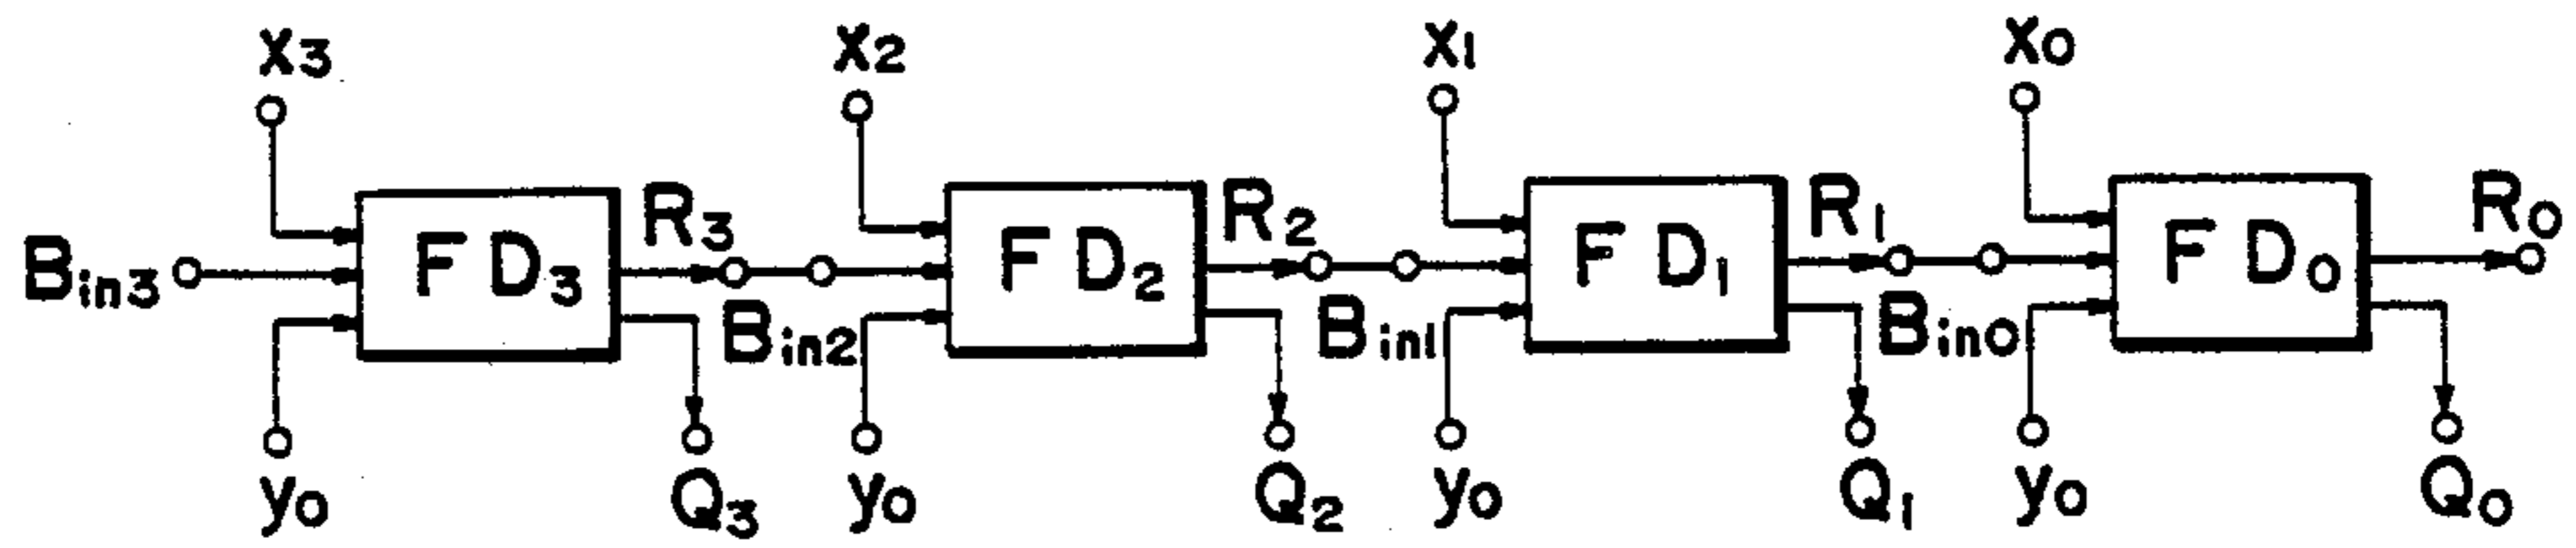 x3 x2 x1 x0
R3 R2 R1 R0
Bin3 FD3 FD2 FD1 FD0
Bin2 Bin1 Bin0
y0 Q3 y0 Q2 y0 Q1 y0 Q0